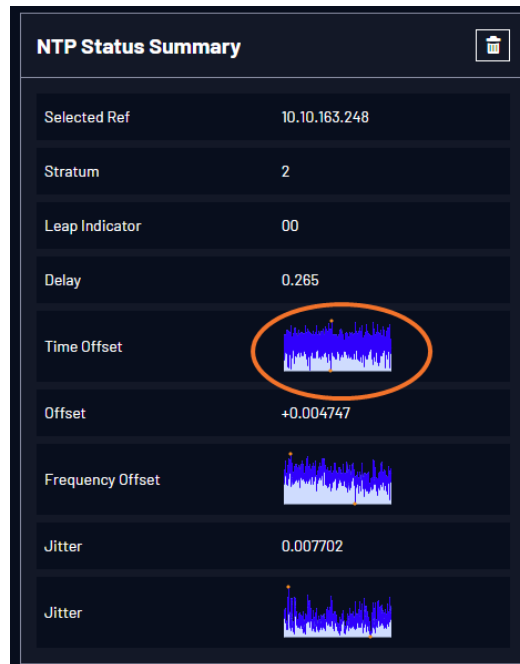 NTP Status Summary
Selected Ref 10.10.163.248
Stratum 2
Leap Indicator 00
Delay 0.265
Time Offset
Offset +0.004747
Frequency Offset
Jitter 0.007702
Jitter